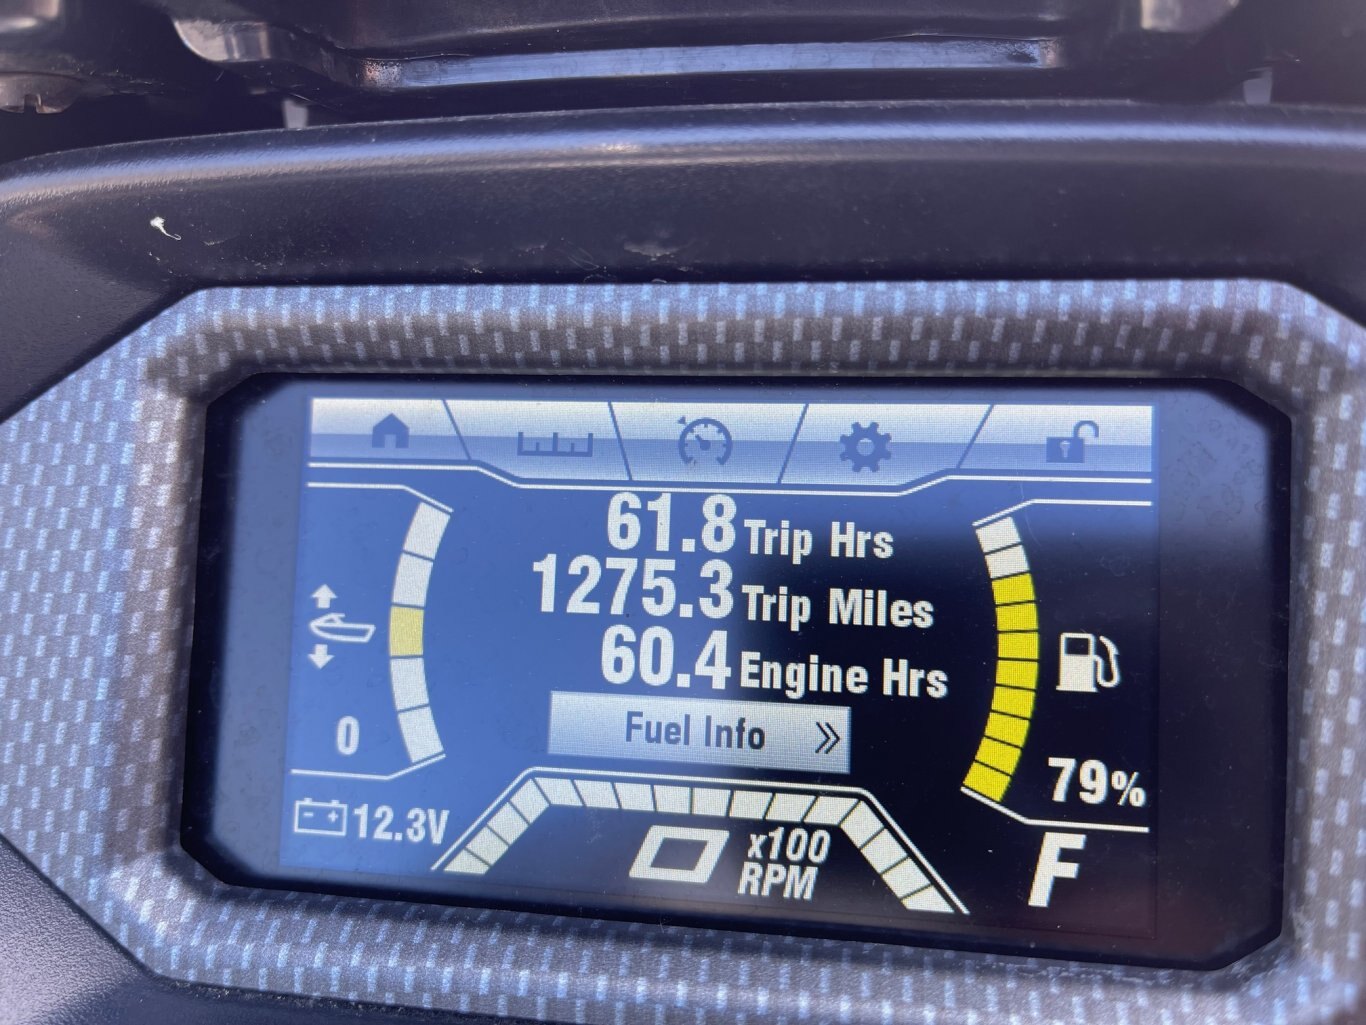 61.8 Trip Hrs
1275.3 Trip Miles
60.4 Engine Hrs
Fuel Info »
0
79%
12.3V
0 x100
RPM
F